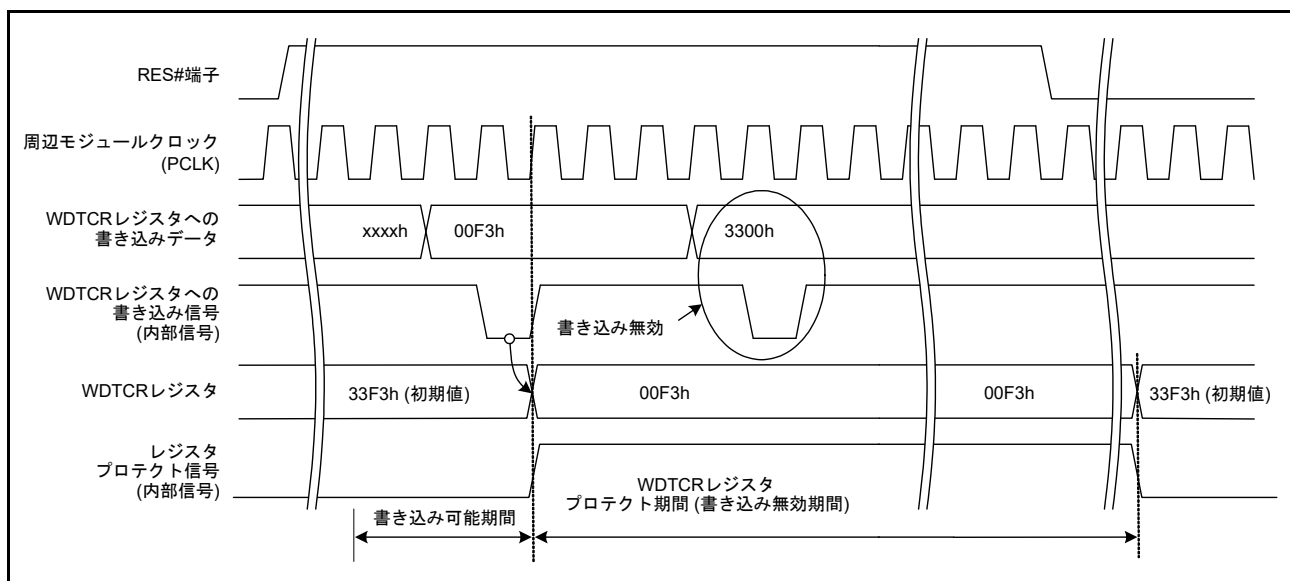 RES#端子
周辺モジュールクロック
(PCLK)
WDTCRレジスタへの
書き込みデータ
xxxxh
00F3h
3300h
WDTCRレジスタへの
書き込み信号
(内部信号)
書き込み無効
WDTCRレジスタ
33F3h (初期値)
00F3h
00F3h
33F3h (初期値)
レジスタ
プロテクト信号
(内部信号)
WDTCRレジスタ
プロテクト期間 (書き込み無効期間)
書き込み可能期間